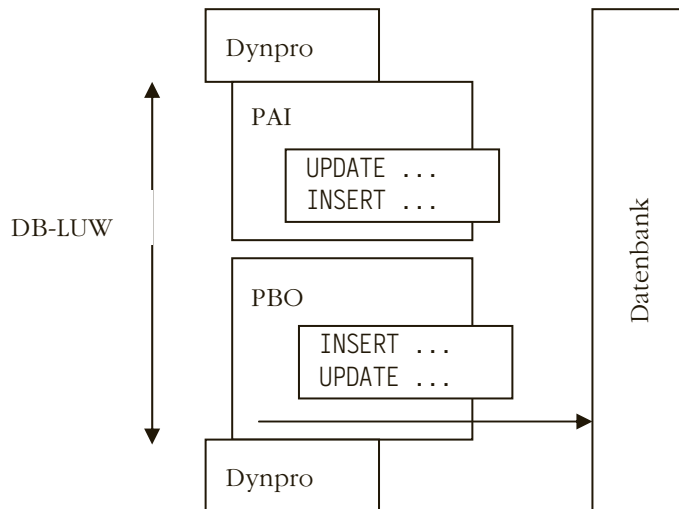 Dynpro
PAI
UPDATE ...
INSERT ...
DB-LUW
PBO
INSERT ...
UPDATE ...
Dynpro
Datenbank